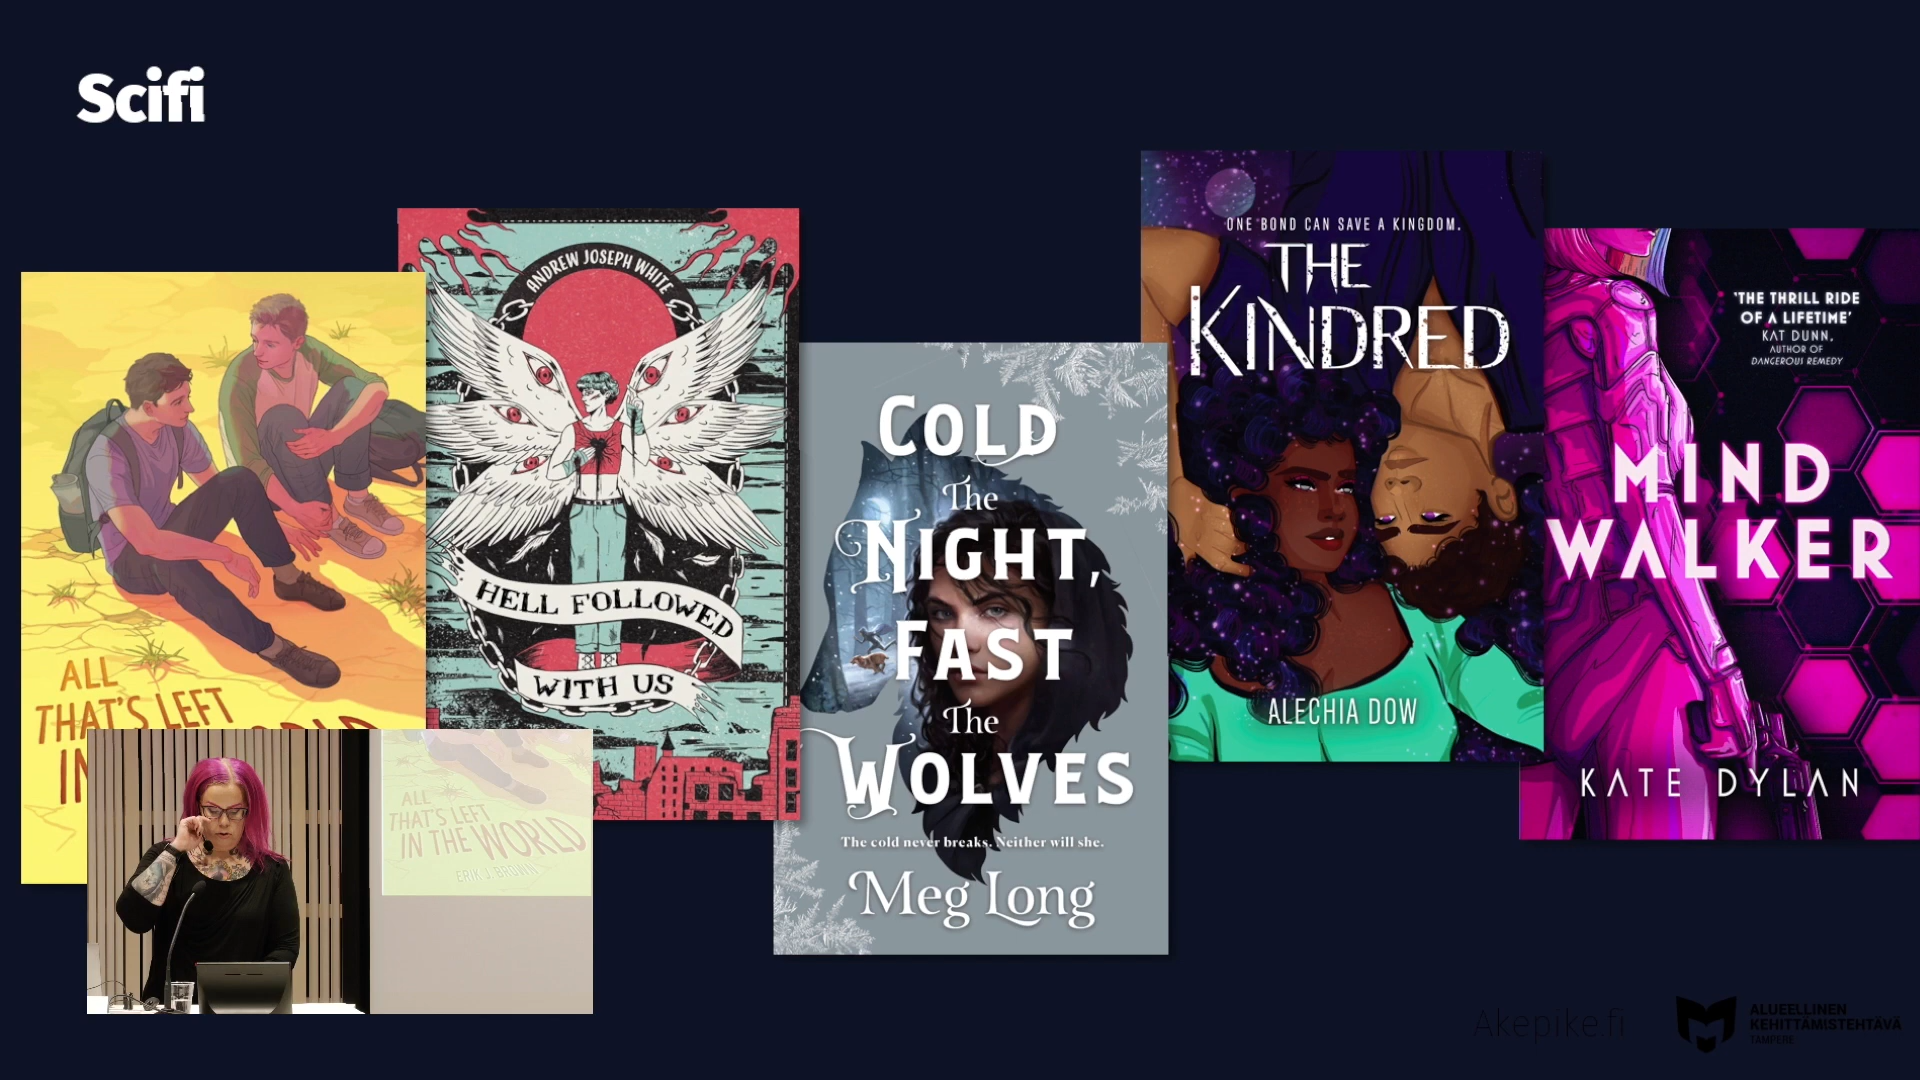 Scifi
ALL
THAT'S LEFT
IN
ANDREW JOSEPH WHITE
HELL FOLLOWED
WITH US
COLD
The
NIGHT,
FAST
The
WOLVES
The cold never breaks. Neither will she.
Meg Long
ONE BOND CAN SAVE A KINGDOM.
THE
KINDRED
ALECHIA DOW
'THE THRILL RIDE
OF A LIFETIME'
KAT DUNN,
AUTHOR OF
DANGEROUS REMEDY
MIND
WALKER
KATE DYLAN
ALL
THAT'S LEFT
IN THE WORLD
ERIK J. BROWN
Akepike.fi
ALUEELLINEN
KEHITTÄMISTEHTÄVÄ
TAMPERE